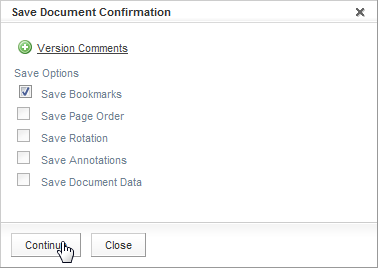 Save Document Confirmation
Version Comments
Save Options
Save Bookmarks
Save Page Order
Save Rotation
Save Annotations
Save Document Data
Continue Close